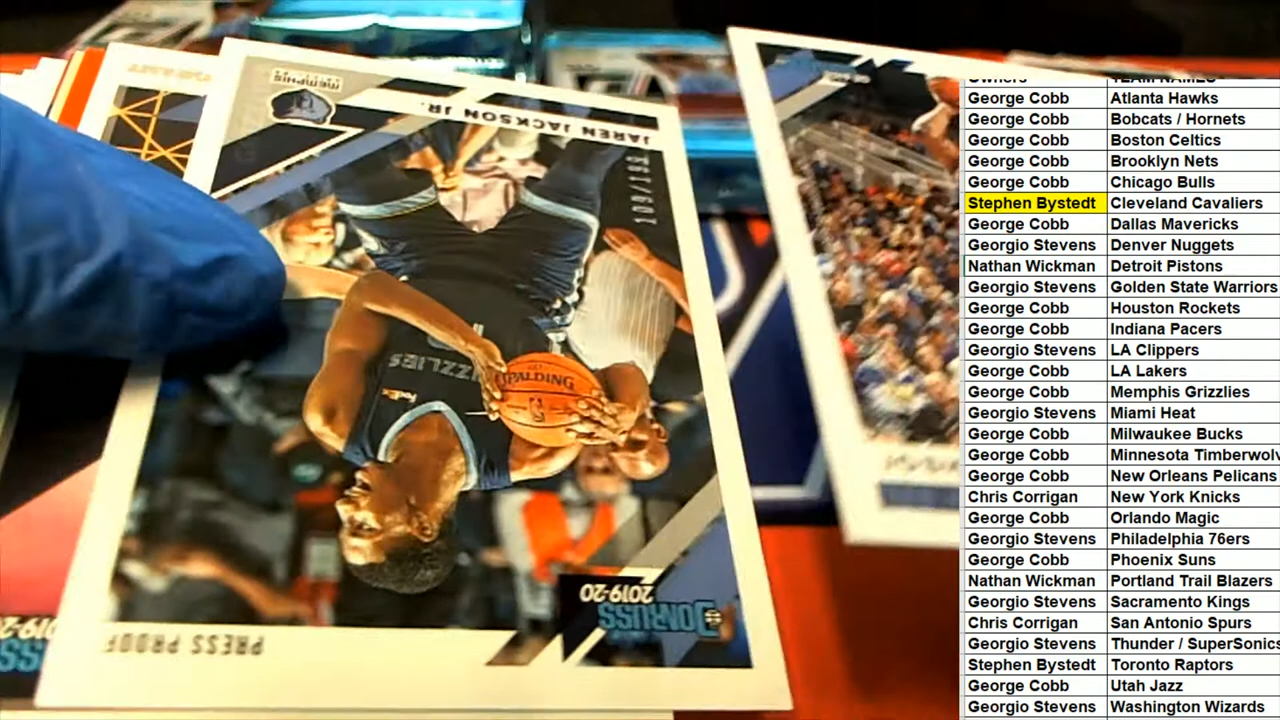 MEMPHIS
JAREN JACKSON JR.
SPALDING
FedEx
2019-20
DONRUSS
PRESS PROOF
Owners TEAM NAMES
George Cobb Atlanta Hawks
George Cobb Bobcats / Hornets
George Cobb Boston Celtics
George Cobb Brooklyn Nets
George Cobb Chicago Bulls
Stephen Bystedt Cleveland Cavaliers
George Cobb Dallas Mavericks
Georgio Stevens Denver Nuggets
Nathan Wickman Detroit Pistons
Georgio Stevens Golden State Warriors
George Cobb Houston Rockets
George Cobb Indiana Pacers
Georgio Stevens LA Clippers
George Cobb LA Lakers
George Cobb Memphis Grizzlies
Georgio Stevens Miami Heat
George Cobb Milwaukee Bucks
George Cobb Minnesota Timberwolv
George Cobb New Orleans Pelicans
Chris Corrigan New York Knicks
George Cobb Orlando Magic
Georgio Stevens Philadelphia 76ers
George Cobb Phoenix Suns
Nathan Wickman Portland Trail Blazers
Georgio Stevens Sacramento Kings
Chris Corrigan San Antonio Spurs
Georgio Stevens Thunder / SuperSonics
Stephen Bystedt Toronto Raptors
George Cobb Utah Jazz
Georgio Stevens Washington Wizards